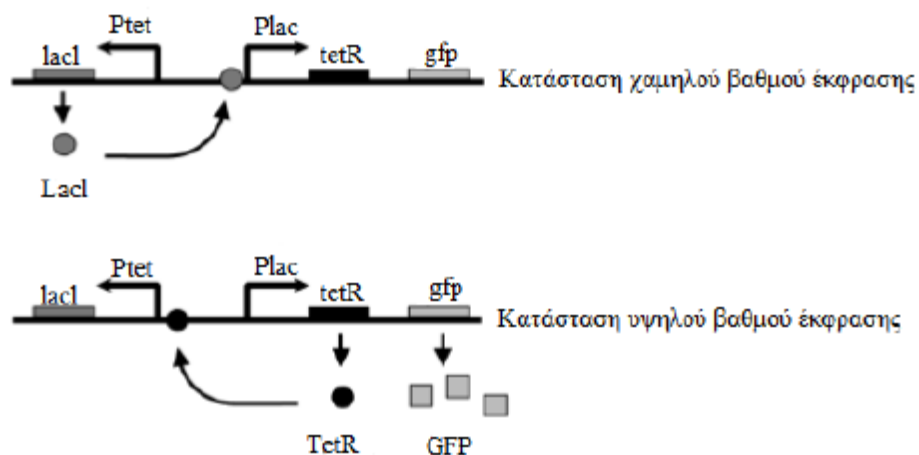 Ptet Plac
lacI tetR gfp
Κατάσταση χαμηλού βαθμού έκφρασης
LacI
Ptet Plac
lacI tetR gfp
Κατάσταση υψηλού βαθμού έκφρασης
TetR GFP